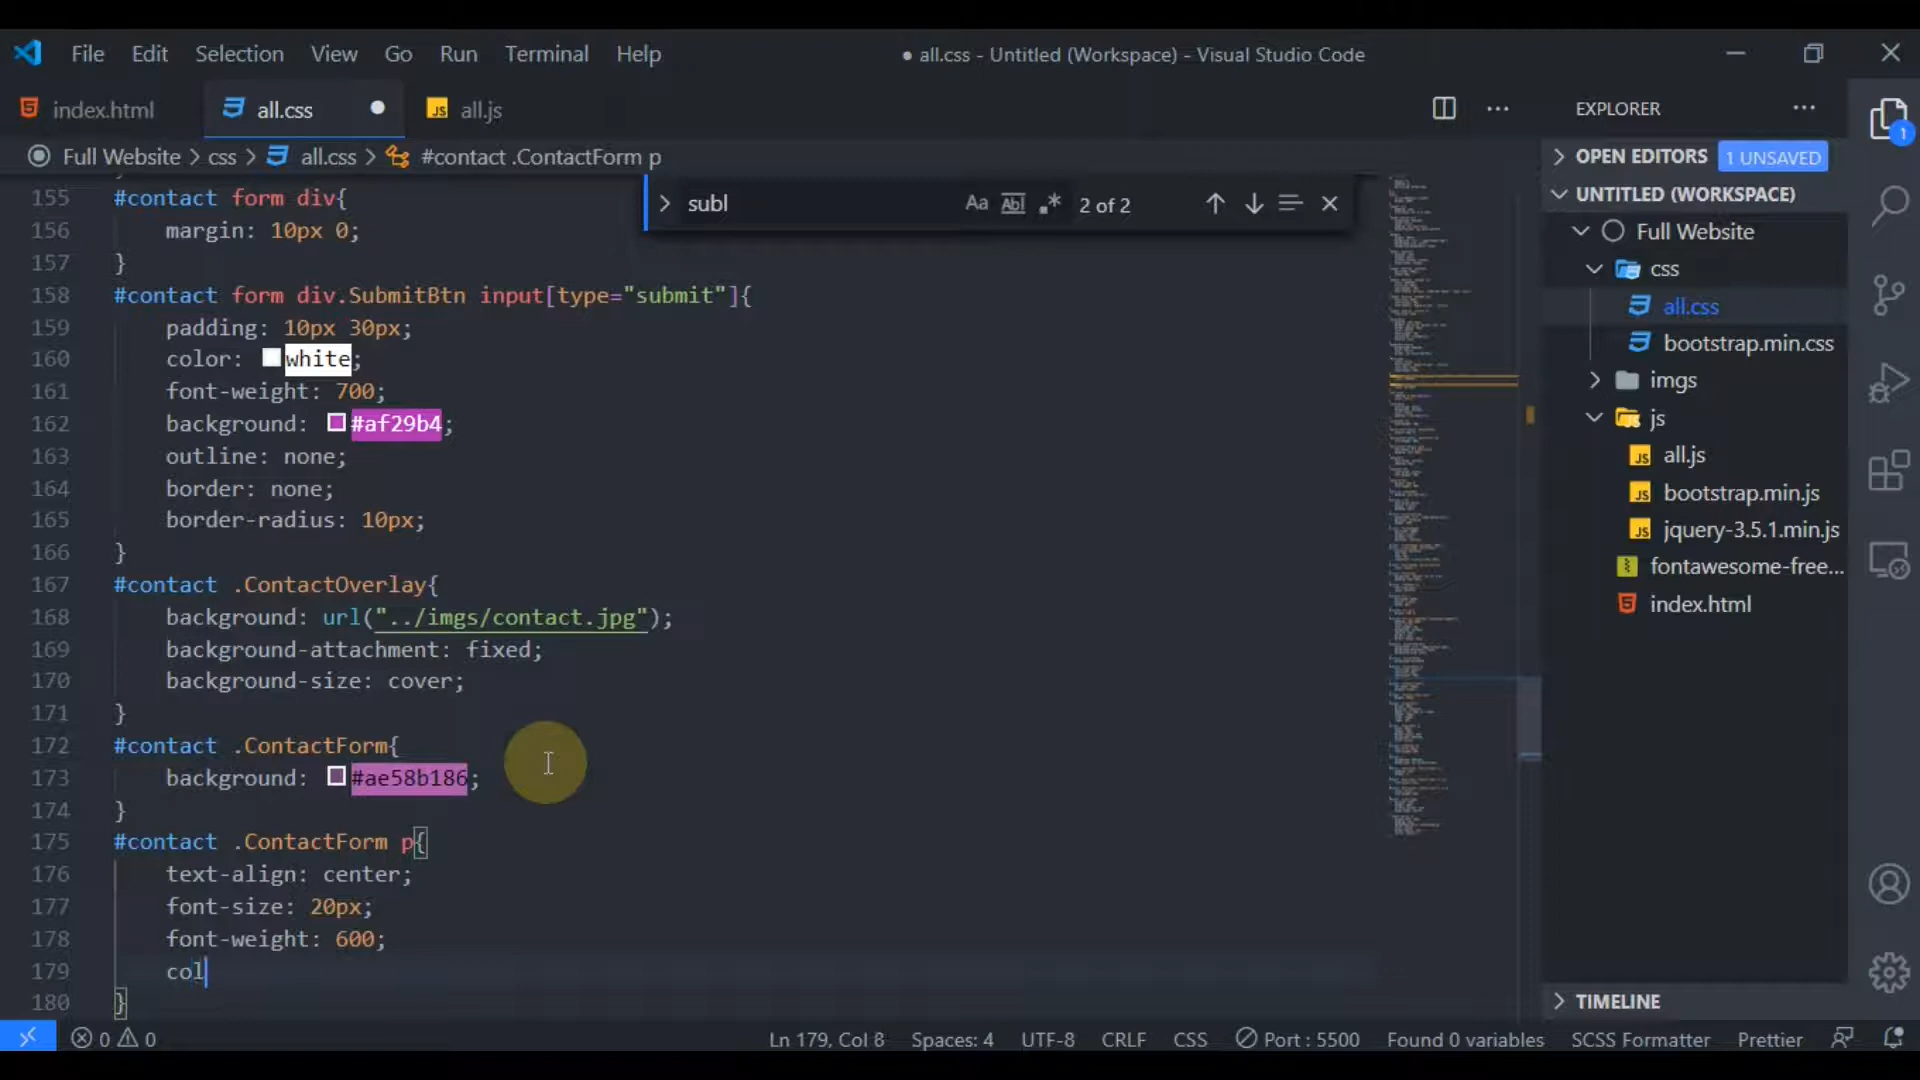 File Edit Selection View Go Run Terminal Help
● all.css - Untitled (Workspace) - Visual Studio Code
index.html all.css ● JS all.js
EXPLORER
1
Full Website > css > all.css > #contact .ContactForm p
> OPEN EDITORS 1 UNSAVED
UNTITLED (WORKSPACE)
Full Website
css
all.css
bootstrap.min.css
imgs
js
JS all.js
JS bootstrap.min.js
JS jquery-3.5.1.min.js
fontawesome-free...
index.html
TIMELINE
subl Aa Abl .* 2 of 2
155 #contact form div{
156 margin: 10px 0;
157 }
158 #contact form div.SubmitBtn input[type="submit"]{
159 padding: 10px 30px;
160 color: white;
161 font-weight: 700;
162 background: #af29b4;
163 outline: none;
164 border: none;
165 border-radius: 10px;
166 }
167 #contact .ContactOverlay{
168 background: url("../imgs/contact.jpg");
169 background-attachment: fixed;
170 background-size: cover;
171 }
172 #contact .ContactForm{
173 background: #ae58b186;
174 }
175 #contact .ContactForm p{
176 text-align: center;
177 font-size: 20px;
178 font-weight: 600;
179 col
180 }
0 0 Ln 179, Col 8 Spaces: 4 UTF-8 CRLF CSS Port : 5500 Found 0 variables SCSS Formatter Prettier